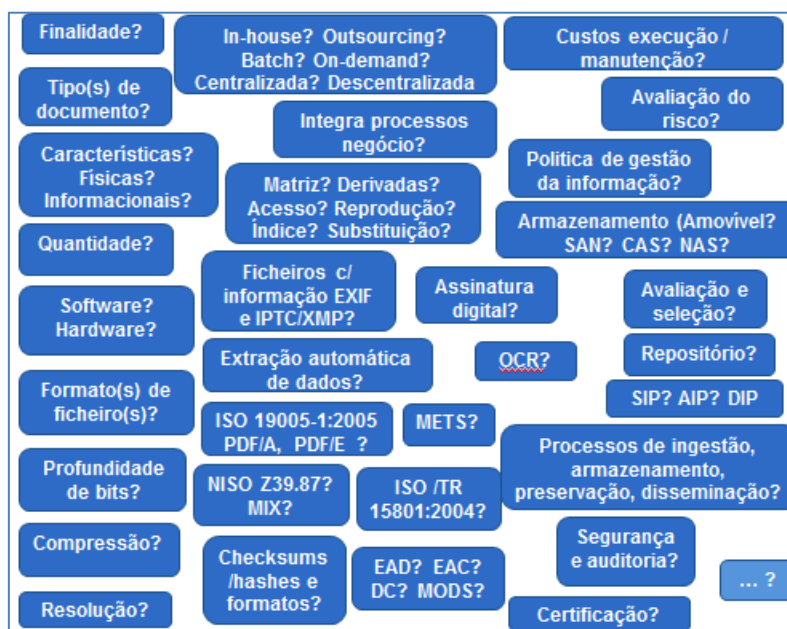 Finalidade?
Tipo(s) de
documento?
Características?
Físicas?
Informacionais?
Quantidade?
Software?
Hardware?
Formato(s) de
ficheiro(s)?
Profundidade
de bits?
Compressão?
Resolução?
In-house? Outsourcing?
Batch? On-demand?
Centralizada? Descentralizada
Integra processos
negócio?
Matriz? Derivadas?
Acesso? Reprodução?
Índice? Substituição?
Ficheiros c/
informação EXIF
e IPTC/XMP?
Assinatura
digital?
Extração automática
de dados?
OCR?
ISO 19005-1:2005
PDF/A, PDF/E ?
METS?
NISO Z39.87?
MIX?
ISO /TR
15801:2004?
Checksums
/hashes e
formatos?
EAD? EAC?
DC? MODS?
Custos execução /
manutenção?
Avaliação do
risco?
Politica de gestão
da informação?
Armazenamento (Amovível?
SAN? CAS? NAS?
Avaliação e
seleção?
Repositório?
SIP? AIP? DIP
Processos de ingestão,
armazenamento,
preservação, disseminação?
Segurança
e auditoria?
... ?
Certificação?